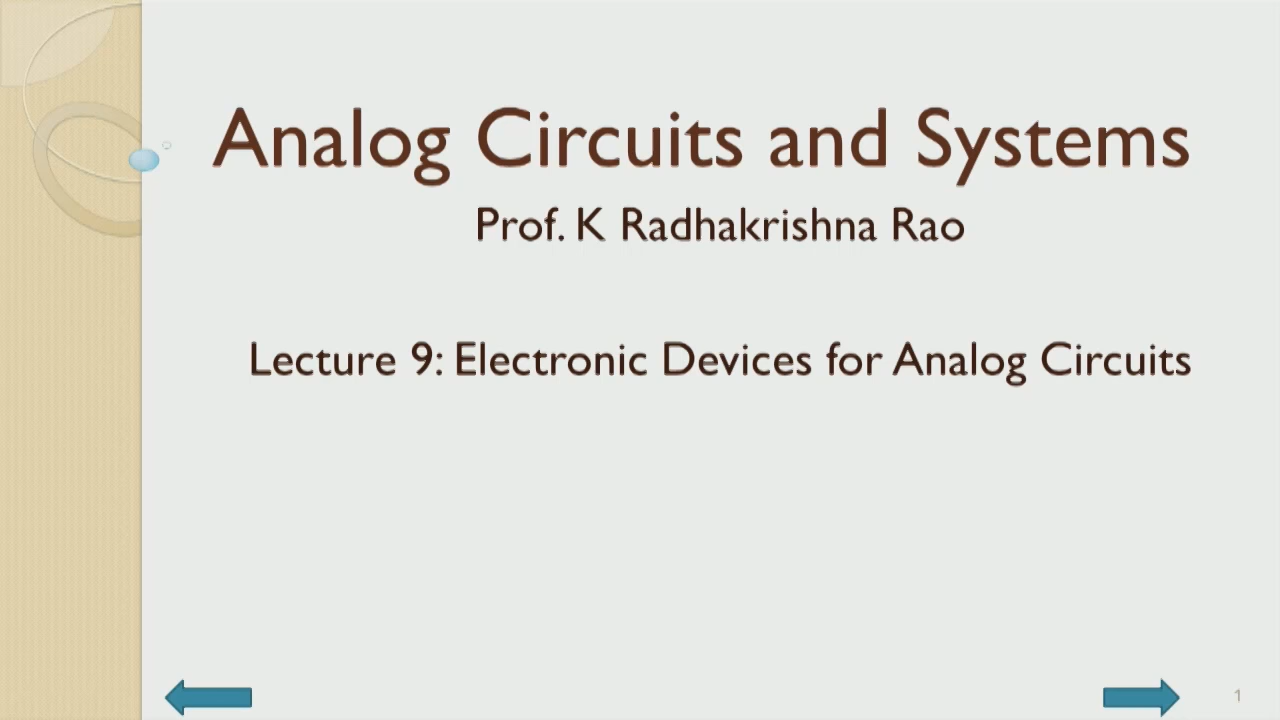 Analog Circuits and Systems
Prof. K Radhakrishna Rao
Lecture 9: Electronic Devices for Analog Circuits
1